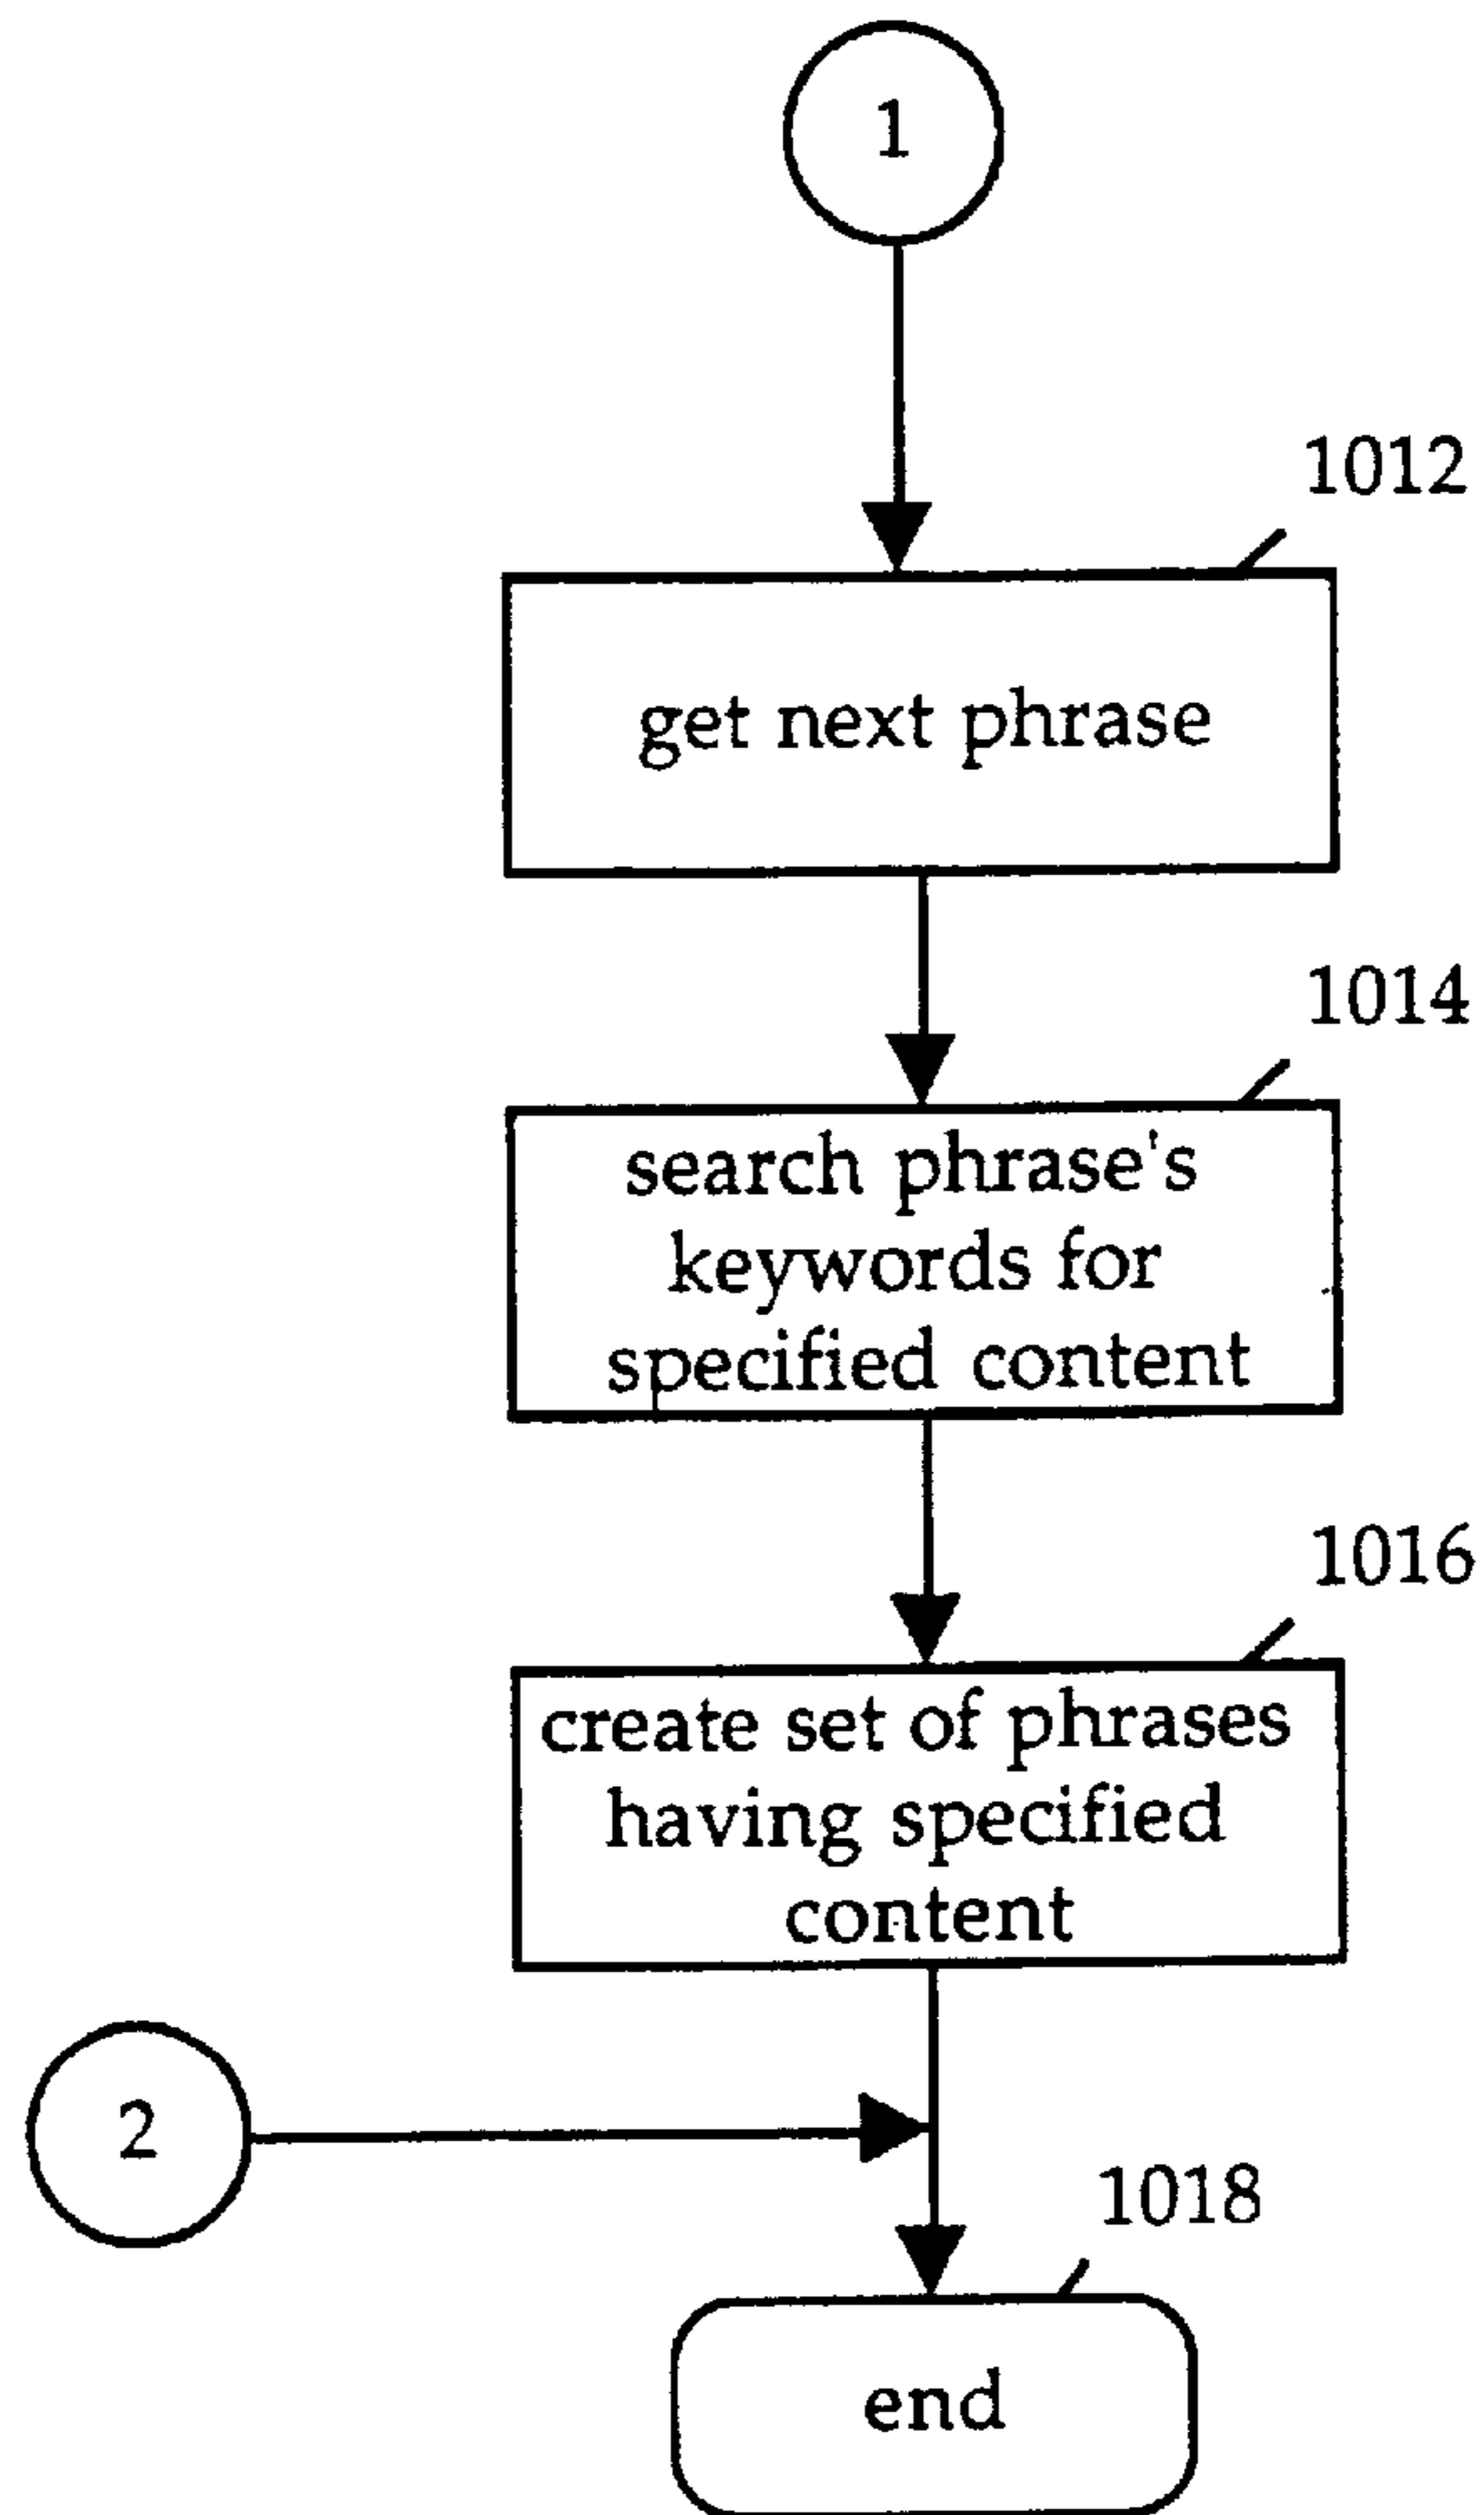 1
1012
get next phrase
1014
search phrase's
keywords for
specified content
1016
create set of phrases
having specified
content
2
1018
end